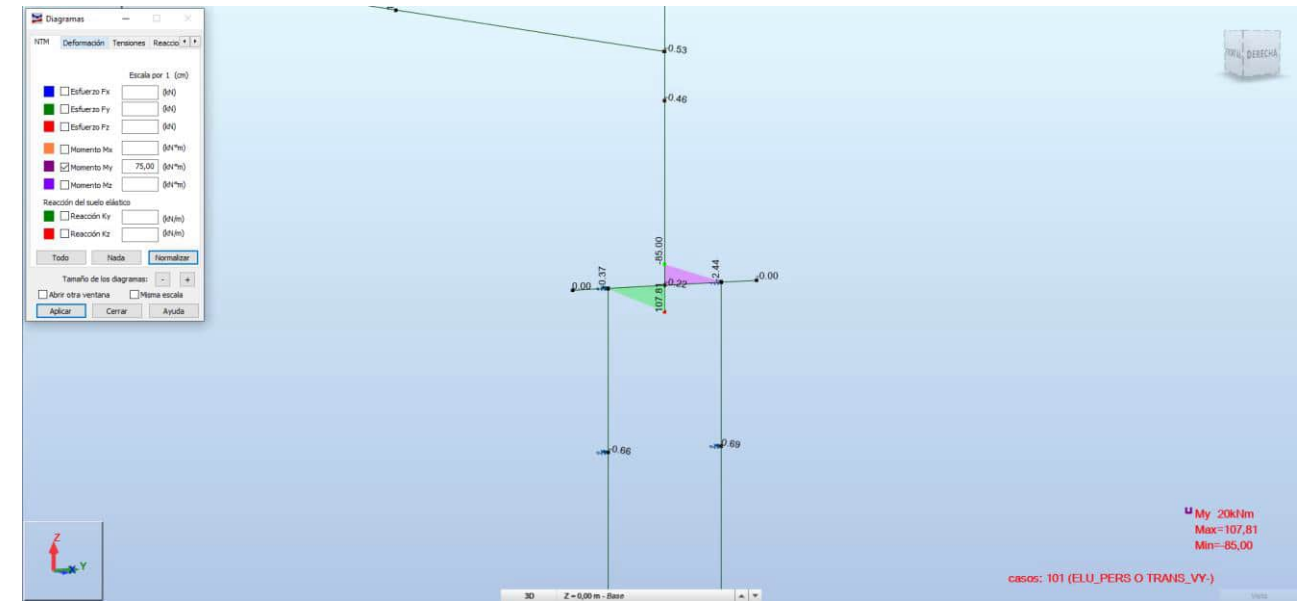 Diagramas
NTM Deformación Tensiones Reaccio
Escala por 1 (cm)
Esfuerzo Fx (kN)
Esfuerzo Fy (kN)
Esfuerzo Fz (kN)
Momento Mx (kN*m)
Momento My 75,00 (kN*m)
Momento Mz (kN*m)
Reacción del suelo elástico
Reacción Ky (kN/m)
Reacción Kz (kN/m)
Todo Nada Normalizar
Tamaño de los diagramas: - +
Abrir otra ventana Misma escala
Aplicar Cerrar Ayuda
-0.53
-0.46
-85.00
-0.37
-2.44
0.00
-0.22
-0.00
107.81
-0.66
-0.69
DERECHA
My 20kNm
Max=107,81
Min=-85,00
casos: 101 (ELU_PERS O TRANS_VY-)
Z
X Y
3D Z = 0,00 m - Base
Vista